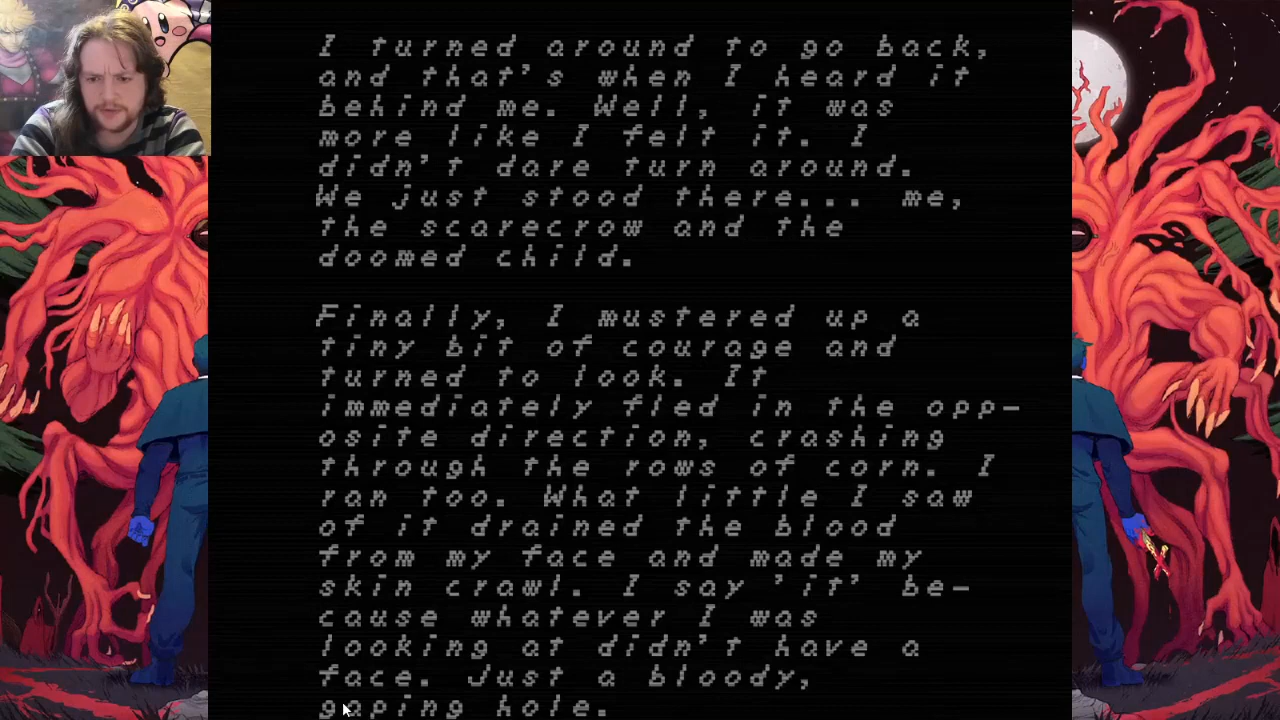 I turned around to go back,
and that's when I heard it
behind me. Well, it was
more like I felt it. I
didn't dare turn around.
We just stood there... me,
the scarecrow and the
doomed child.
Finally, I mustered up a
tiny bit of courage and
turned to look. It
immediately fled in the opp-
osite direction, crashing
through the rows of corn. I
ran too. What little I saw
of it drained the blood
from my face and made my
skin crawl. I say 'it' be-
cause whatever I was
looking at didn't have a
face. Just a bloody,
gaping hole.